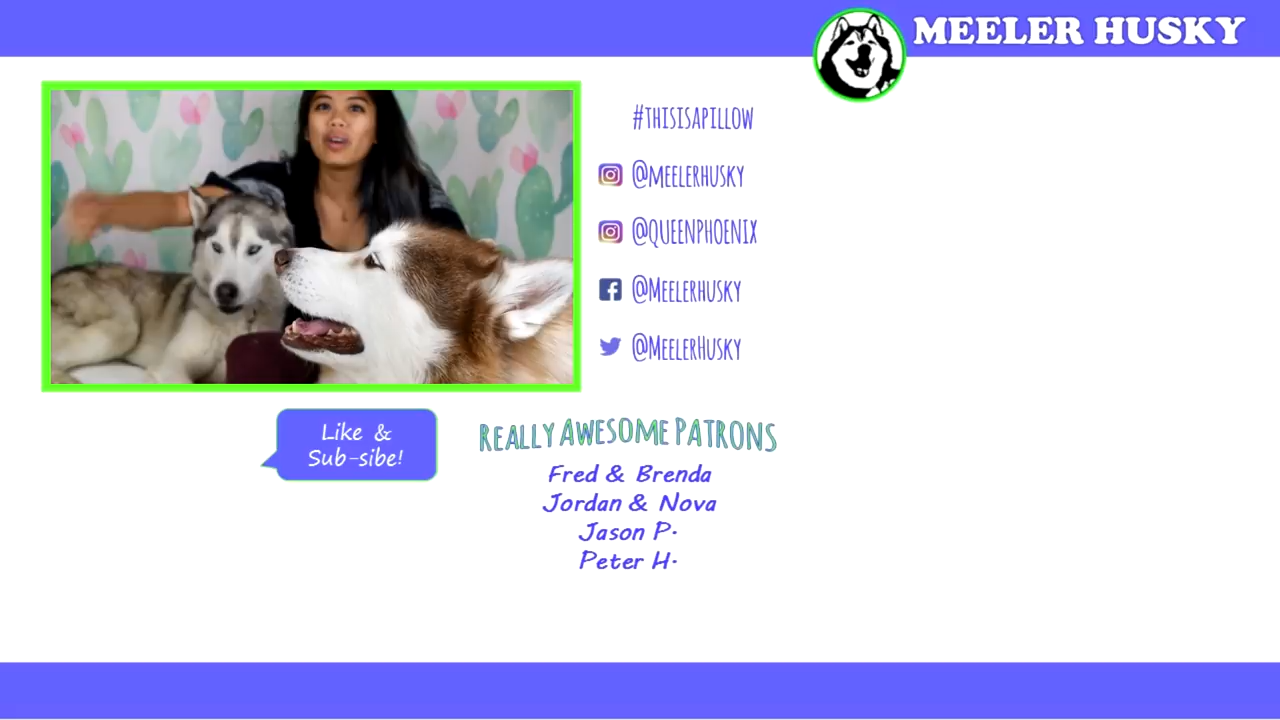 MEELER HUSKY
#THISISAPILLOW
@MEELERHUSKY
@QUEENPHOENIX
@MEELERHUSKY
@MEELERHUSKY
Like &
Sub-sibe!
REALLY AWESOME PATRONS
Fred & Brenda
Jordan & Nova
Jason P.
Peter H.